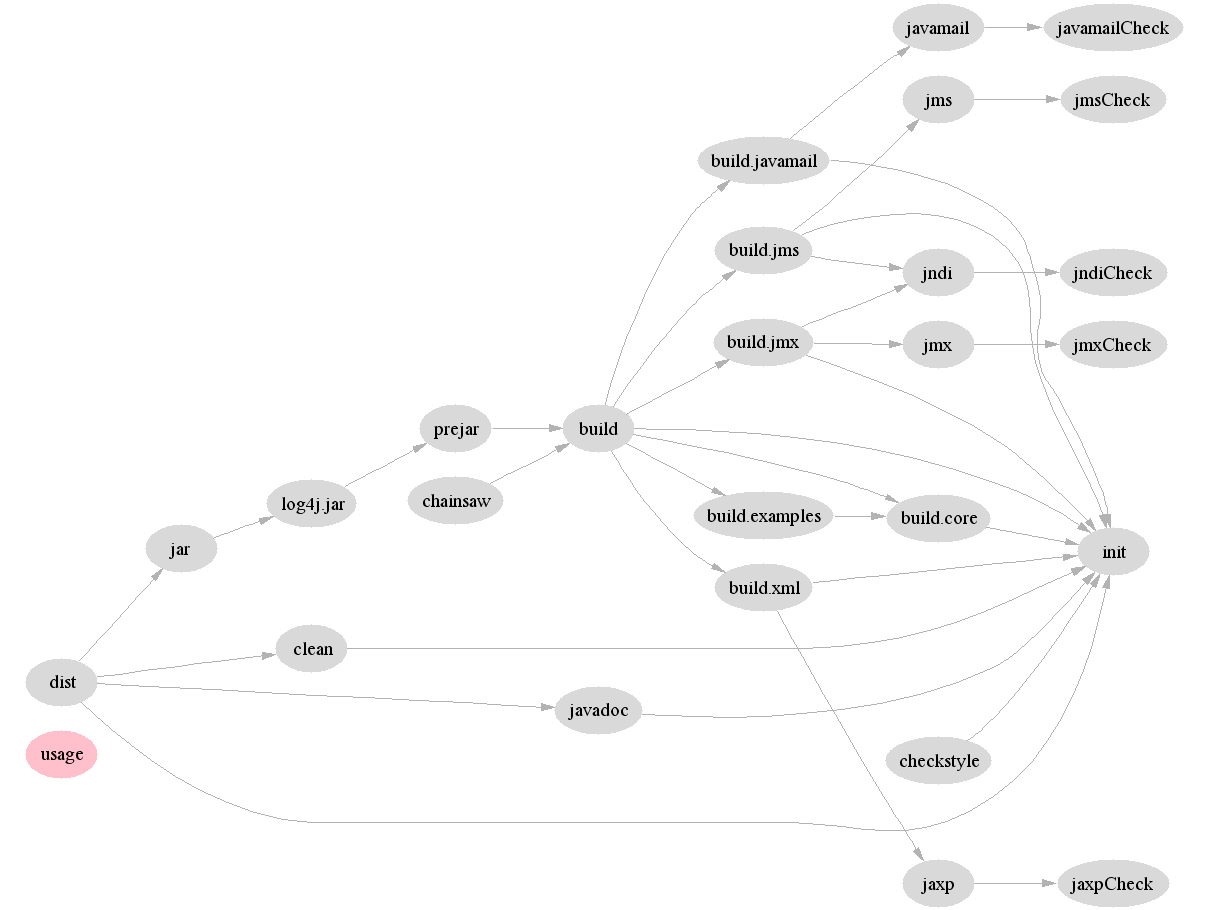 javamail
javamailCheck
jms
jmsCheck
build.javamail
build.jms
jndi
jndiCheck
build.jmx
jmx
jmxCheck
prejar
build
chainsaw
log4j.jar
build.examples
build.core
jar
init
build.xml
clean
dist
javadoc
usage
checkstyle
jaxp
jaxpCheck